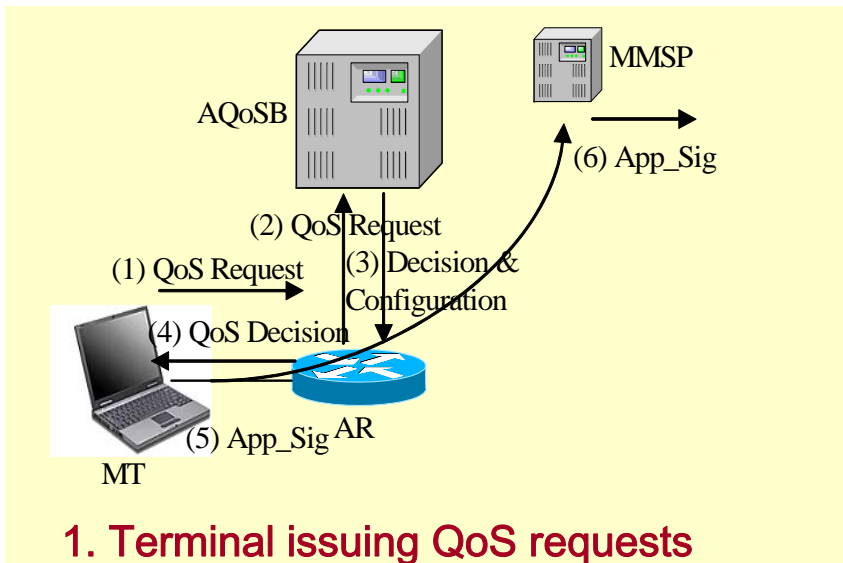 MMSP
AQoSB
(6) App_Sig
(2) QoS Request
(1) QoS Request
(3) Decision &
Configuration
(4) QoS Decision
(5) App_Sig
AR
MT
1. Terminal issuing QoS requests